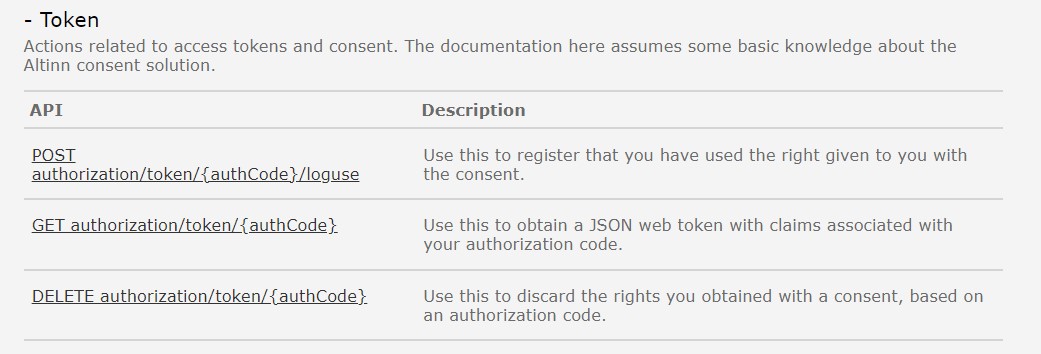 - Token
Actions related to access tokens and consent. The documentation here assumes some basic knowledge about the
Altinn consent solution.
API Description
POST
authorization/token/{authCode}/loguse
Use this to register that you have used the right given to you with
the consent.
GET authorization/token/{authCode}
Use this to obtain a JSON web token with claims associated with
your authorization code.
DELETE authorization/token/{authCode}
Use this to discard the rights you obtained with a consent, based on
an authorization code.